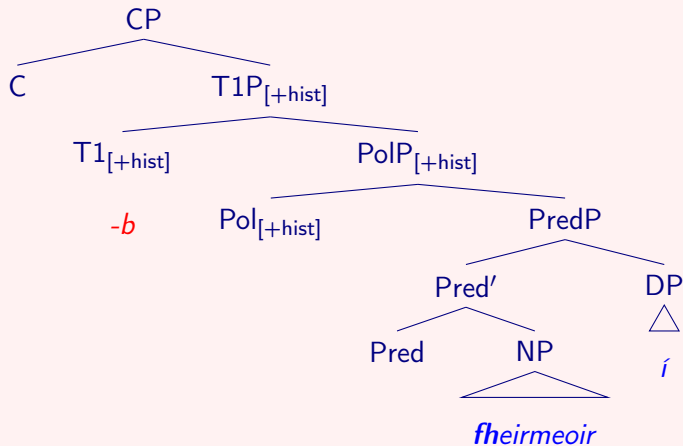 CP
C T1P[+hist]
T1[+hist] PolP[+hist]
-b Pol[+hist] PredP
Pred′ DP
Pred NP í
fheirmeoir